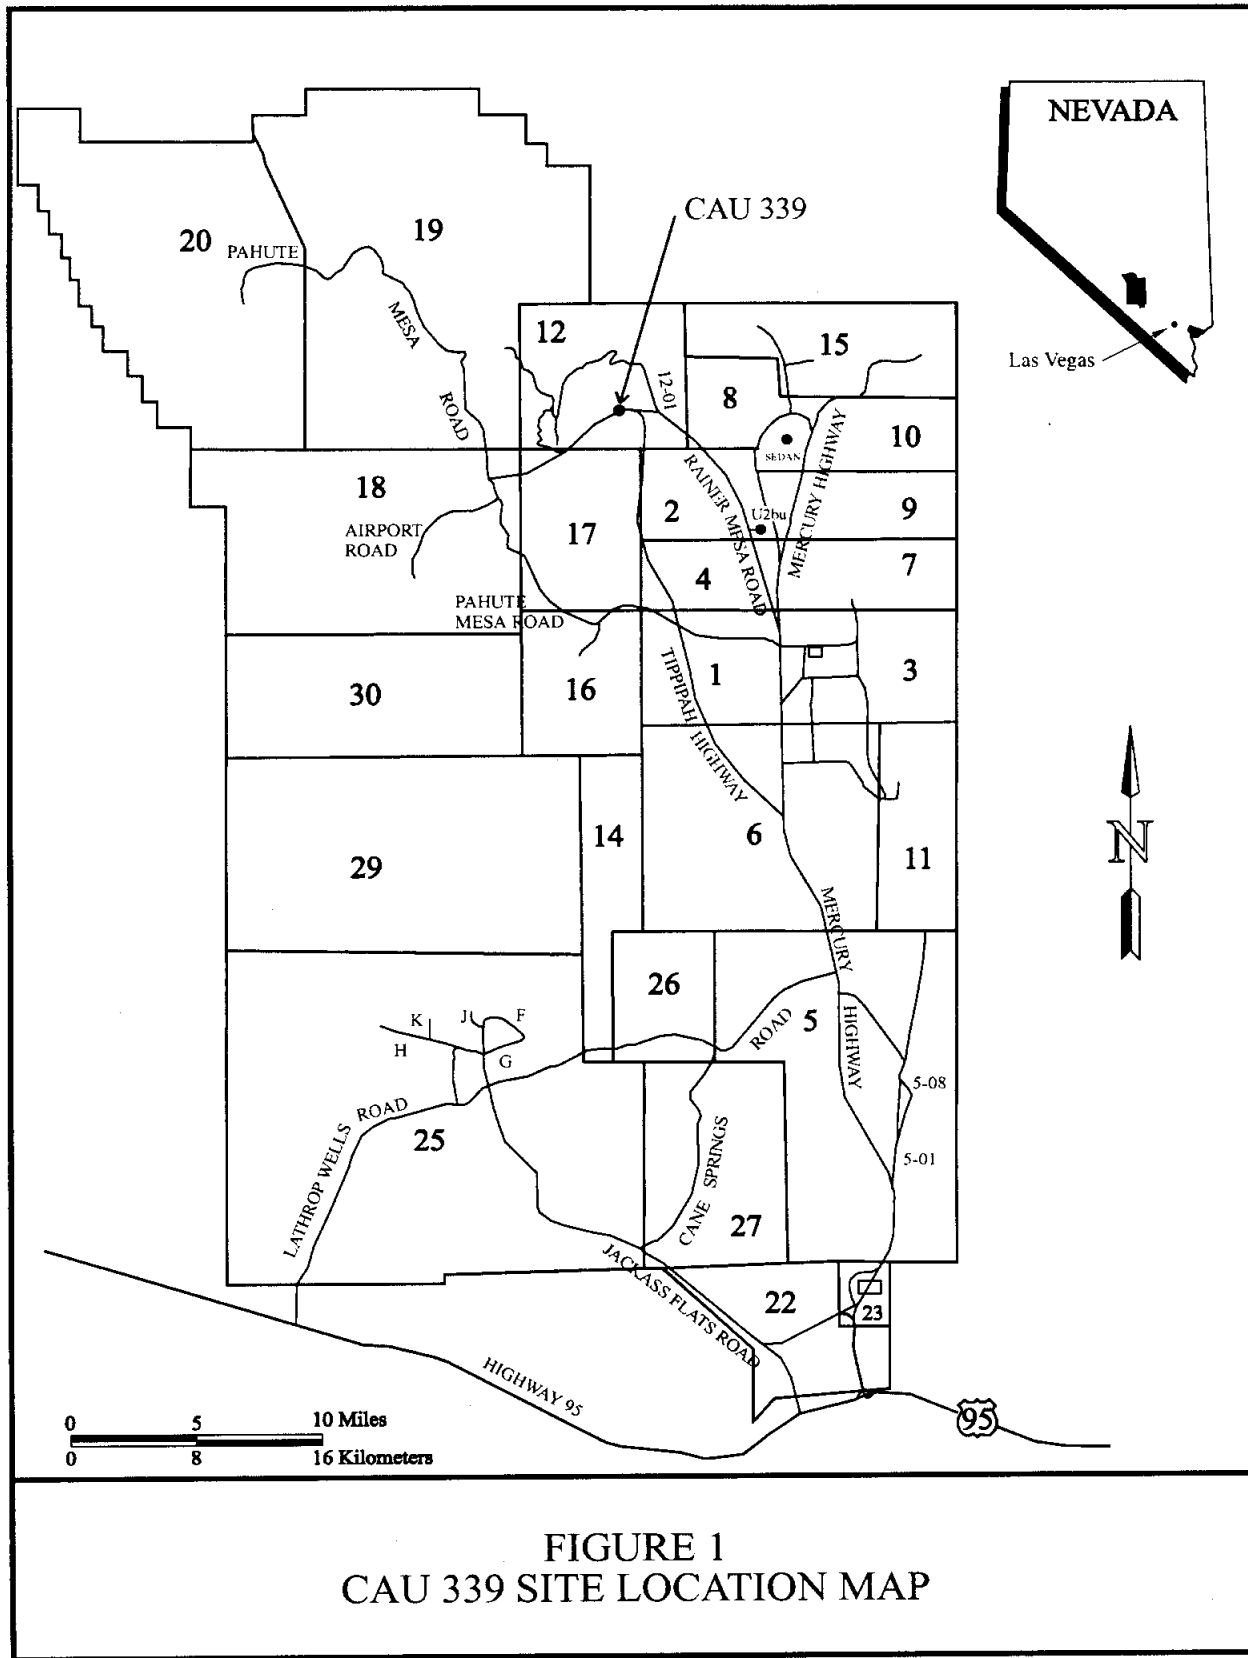 NEVADA
Las Vegas
CAU 339
20
PAHUTE
19
MESA
ROAD
12
12-01
15
8
10
SEDAN
MERCURY HIGHWAY
18
AIRPORT
ROAD
17
2
RAINER MESA ROAD
U2bu
9
4
7
PAHUTE
MESA ROAD
30
16
TIPPIPAH HIGHWAY
1
3
29
14
6
11
N
MERCURY
HIGHWAY
26
ROAD
5
K
J
F
H
G
5-08
5-01
LATHROP WELLS ROAD
25
CANE SPRINGS
27
JACKASS FLATS ROAD
22
23
HIGHWAY 95
95
0 5 10 Miles
0 8 16 Kilometers
FIGURE 1
CAU 339 SITE LOCATION MAP